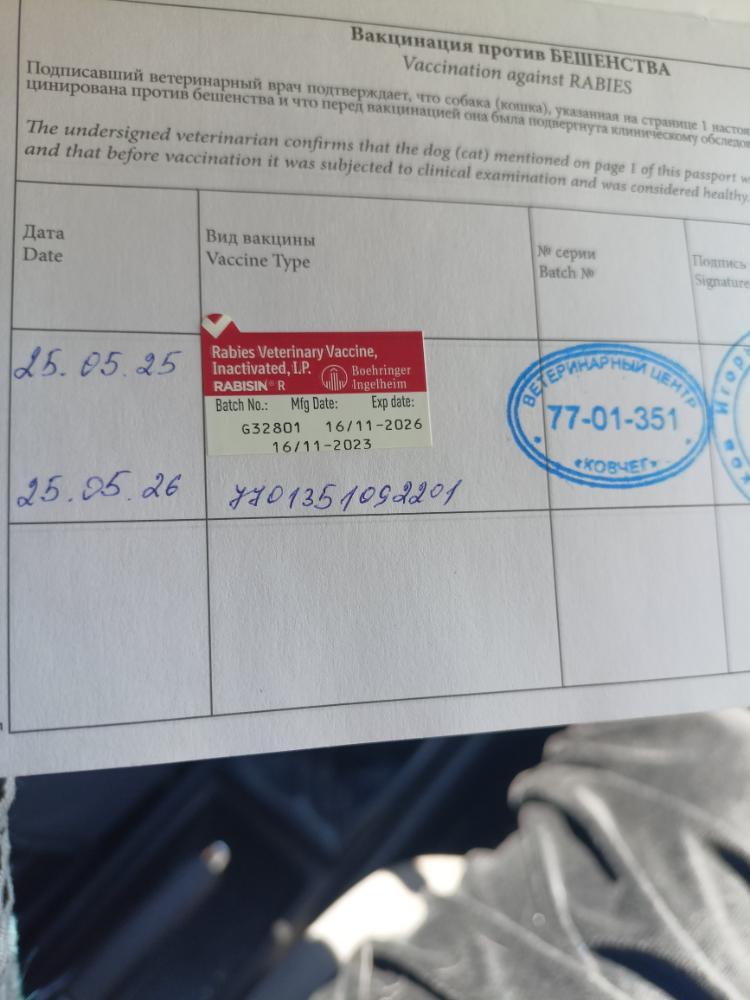 Вакцинация против БЕШЕНСТВА
Vaccination against RABIES
Подписавший ветеринарный врач подтверждает, что собака (кошка), указанная на странице 1 настоя
цинирована против бешенства и что перед вакцинацией она была подвергнута клиническому обследов
The undersigned veterinarian confirms that the dog (cat) mentioned on page 1 of this passport w
and that before vaccination it was subjected to clinical examination and was considered healthy.
Дата
Date
Вид вакцины
Vaccine Type
№ серии
Batch №
Подпись
Signature
25.05.25
Rabies Veterinary Vaccine,
Inactivated, I.P.
RABISIN® R
Boehringer
Ingelheim
Batch No.: Mfg Date: Exp date:
G32801 16/11-2026
16/11-2023
ВЕТЕРИНАРНЫЙ ЦЕНТР
77-01-351
«КОВЧЕГ»
Игор
ков
25.05.26
7701351092201